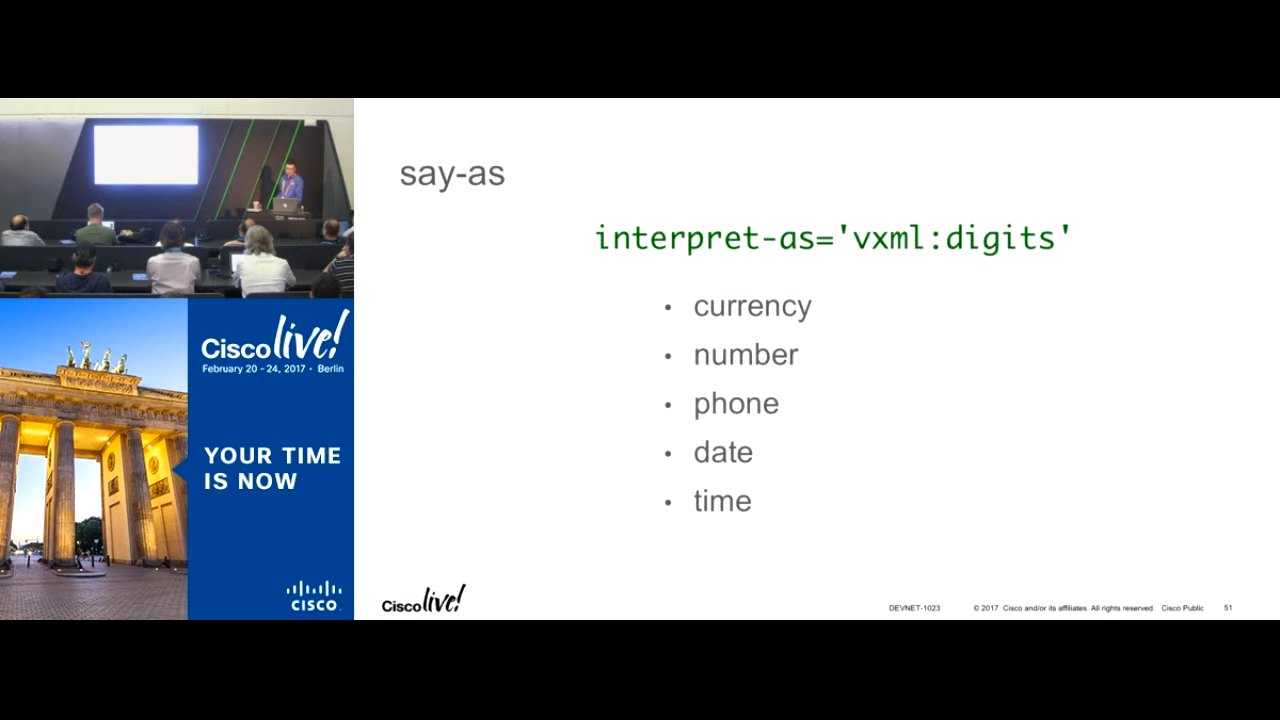 say-as
interpret-as='vxml:digits'
• currency
• number
• phone
• date
• time
Cisco live!
February 20 - 24, 2017 • Berlin
YOUR TIME
IS NOW
CISCO
Cisco live!
DEVNET-1023 © 2017 Cisco and/or its affiliates. All rights reserved. Cisco Public 51